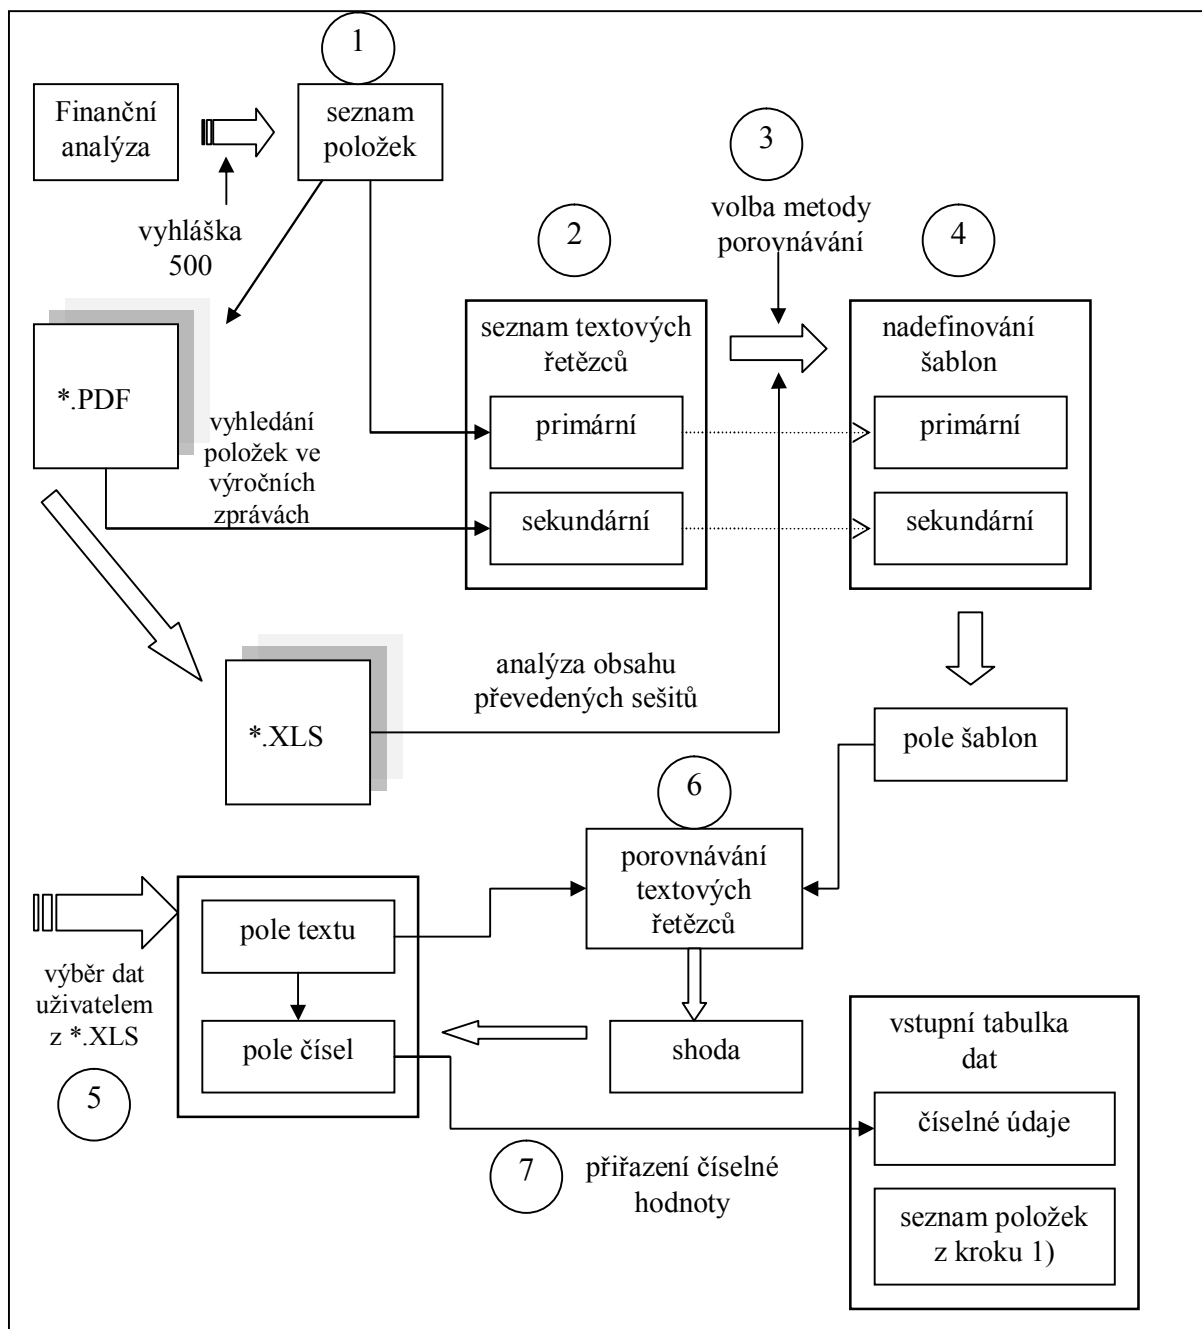 1
Finanční
analýza
seznam
položek
vyhláška
500
3
volba metody
porovnávání
2
4
seznam textových
řetězců
primární
sekundární
nadefinování
šablon
primární
sekundární
*.PDF
vyhledání
položek ve
výročních
zprávách
*.XLS
analýza obsahu
převedených sešitů
pole šablon
6
porovnávání
textových
řetězců
pole textu
pole čísel
výběr dat
uživatelem
z *.XLS
5
shoda
vstupní tabulka
dat
číselné údaje
seznam položek
z kroku 1)
7
přiřazení číselné
hodnoty